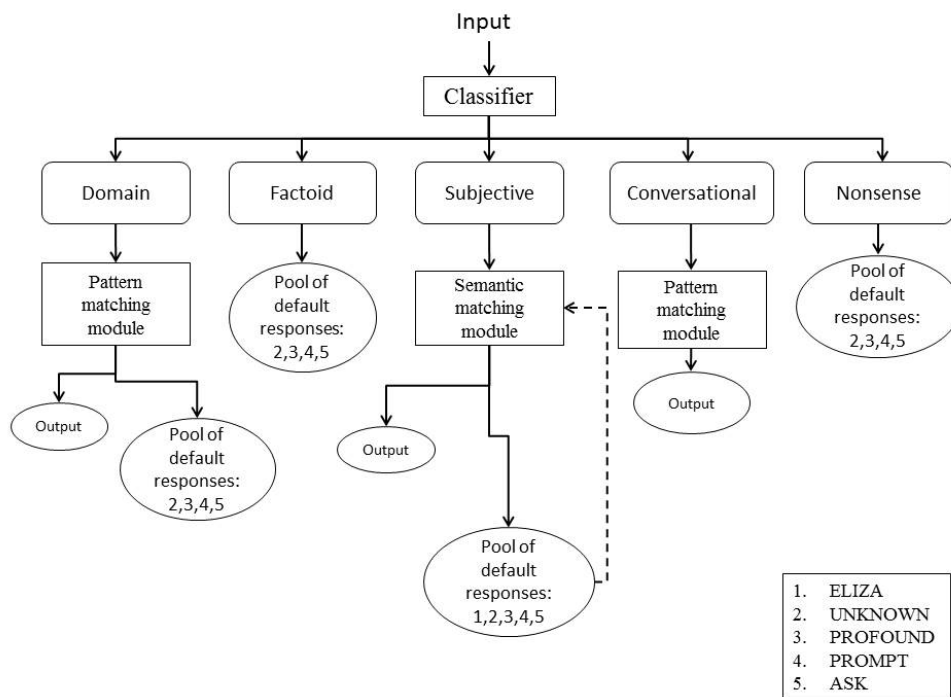 Input
Classifier
Domain
Factoid
Subjective
Conversational
Nonsense
Pattern
matching
module
Pool of
default
responses:
2,3,4,5
Semantic
matching
module
Pattern
matching
module
Pool of
default
responses:
2,3,4,5
Output
Pool of
default
responses:
2,3,4,5
Output
Output
Pool of
default
responses:
1,2,3,4,5
1. ELIZA
2. UNKNOWN
3. PROFOUND
4. PROMPT
5. ASK